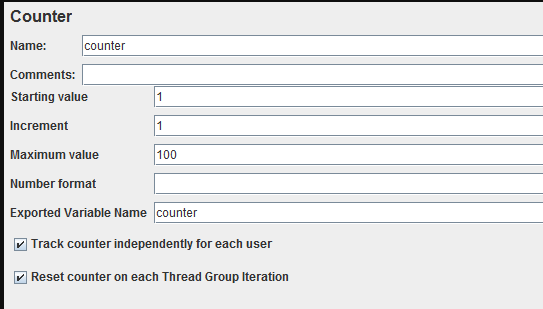 Counter
Name: counter
Comments:
Starting value 1
Increment 1
Maximum value 100
Number format
Exported Variable Name counter
Track counter independently for each user
Reset counter on each Thread Group Iteration